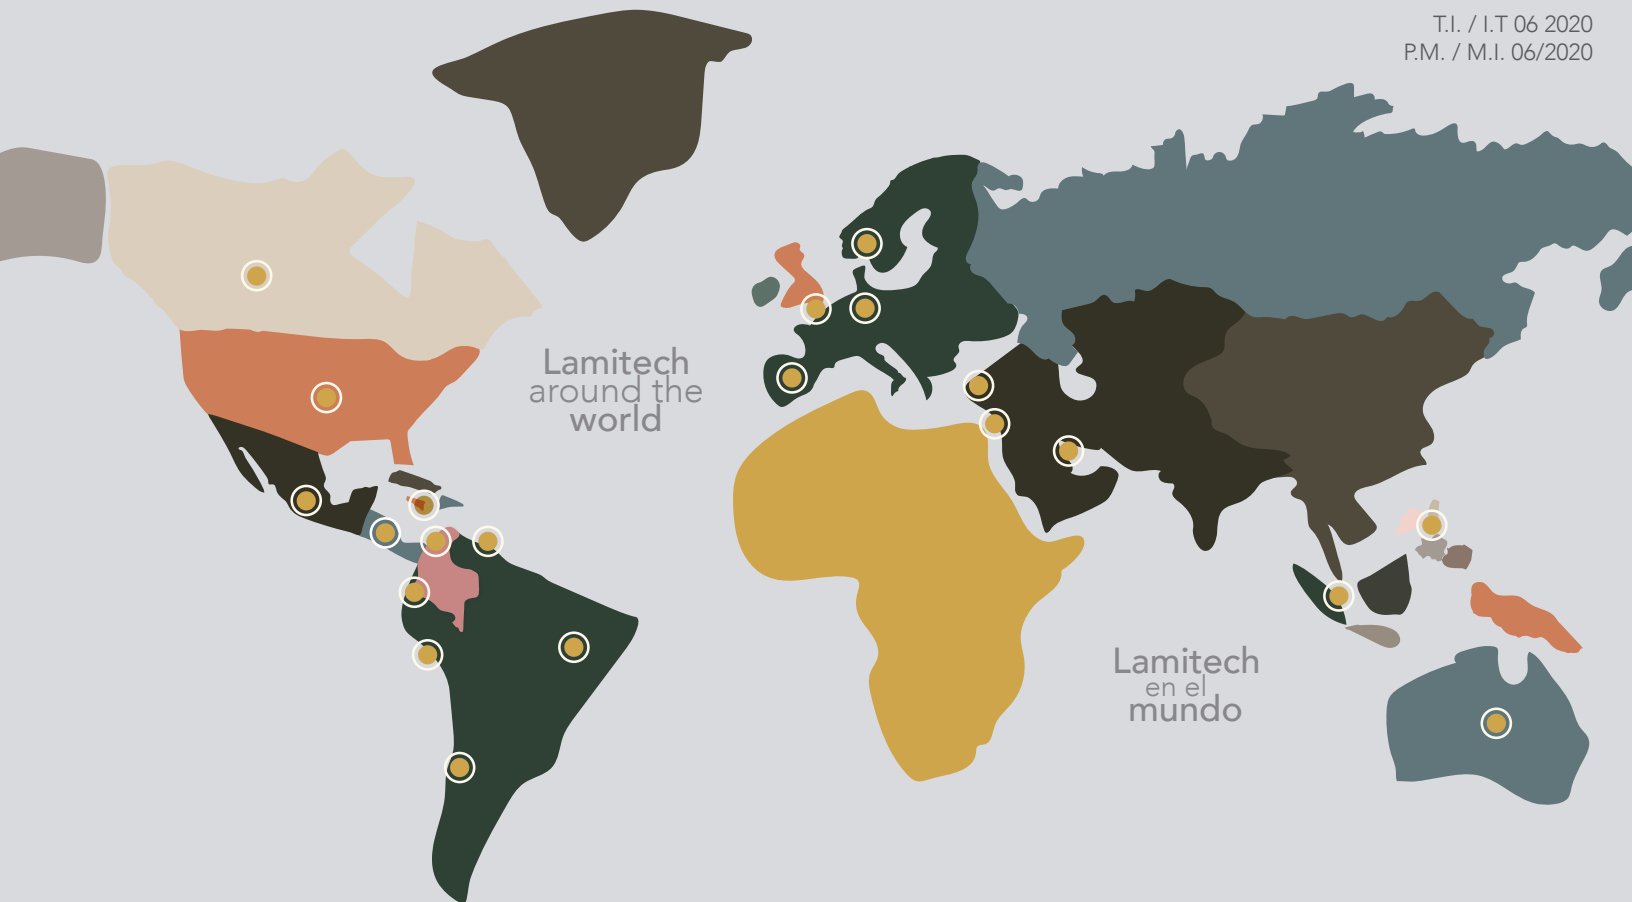 T.I. / I.T 06 2020
P.M. / M.I. 06/2020
Lamitech
around the
world
Lamitech
en el
mundo